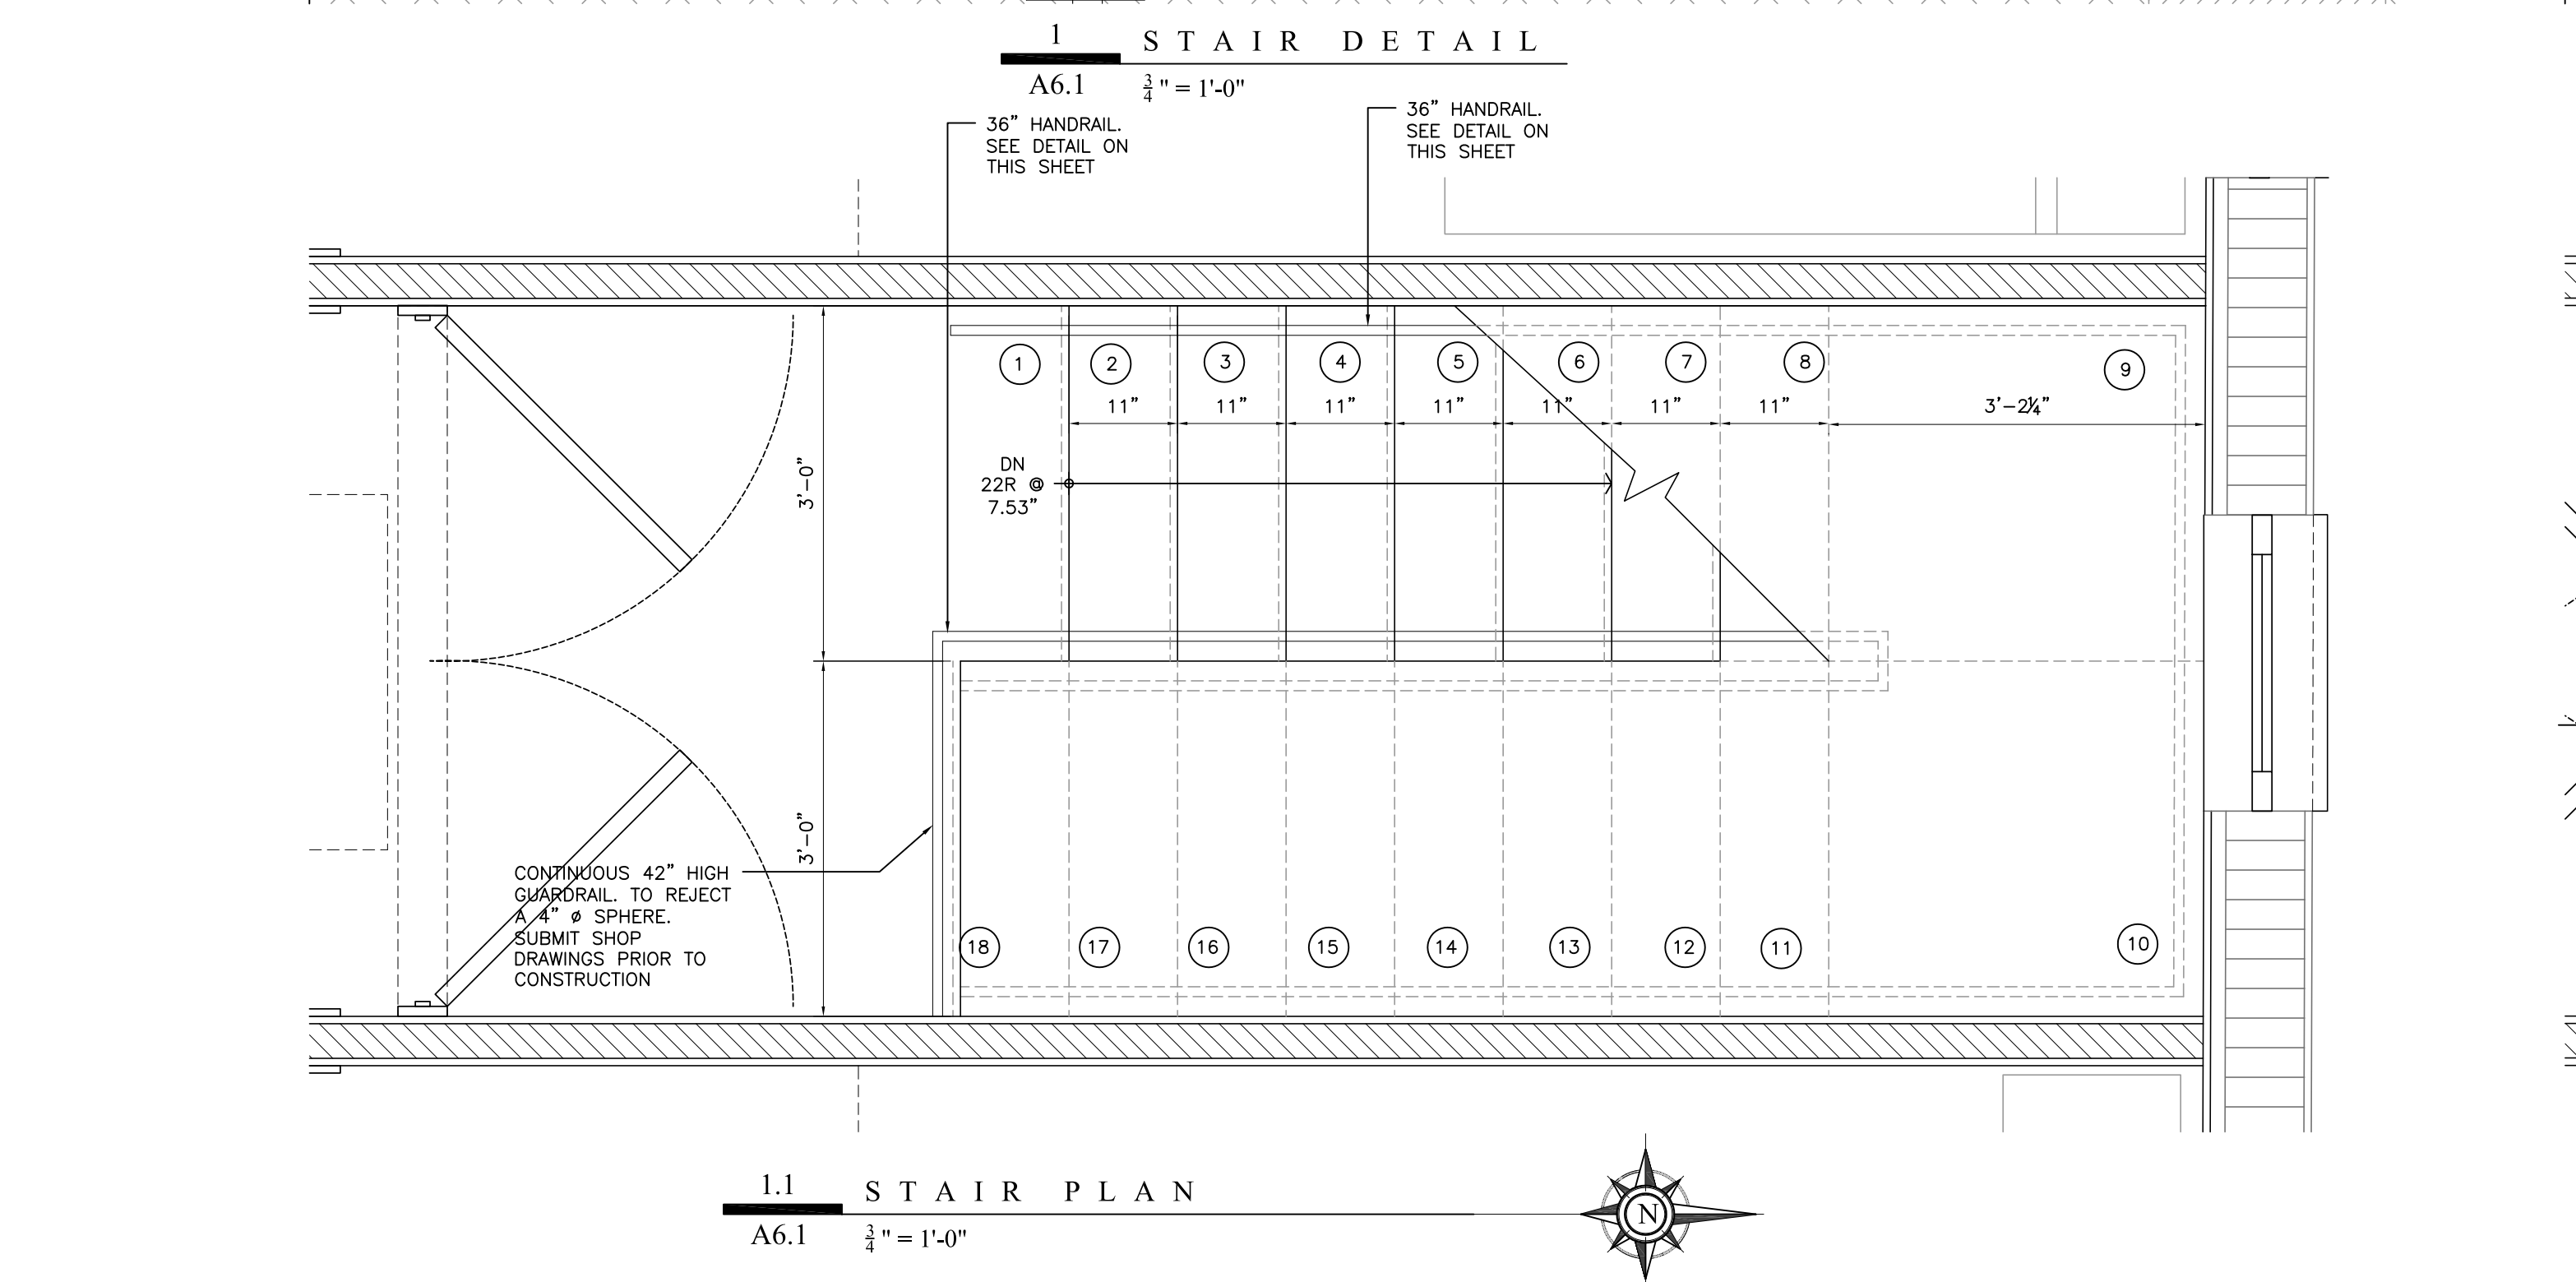 1
STAIR DETAIL
A6.1
3/4" = 1'-0"
36” HANDRAIL.
SEE DETAIL ON
THIS SHEET
36” HANDRAIL.
SEE DETAIL ON
THIS SHEET
1
2
3
4
5
6
7
8
9
11”
11”
11”
11”
11”
11”
11”
3’-2¼”
3’-0”
DN
22R @
7.53”
3’-0”
CONTINUOUS 42” HIGH
GUARDRAIL. TO REJECT
A 4” ø SPHERE.
SUBMIT SHOP
DRAWINGS PRIOR TO
CONSTRUCTION
18
17
16
15
14
13
12
11
10
1.1
STAIR PLAN
A6.1
3/4" = 1'-0"
N